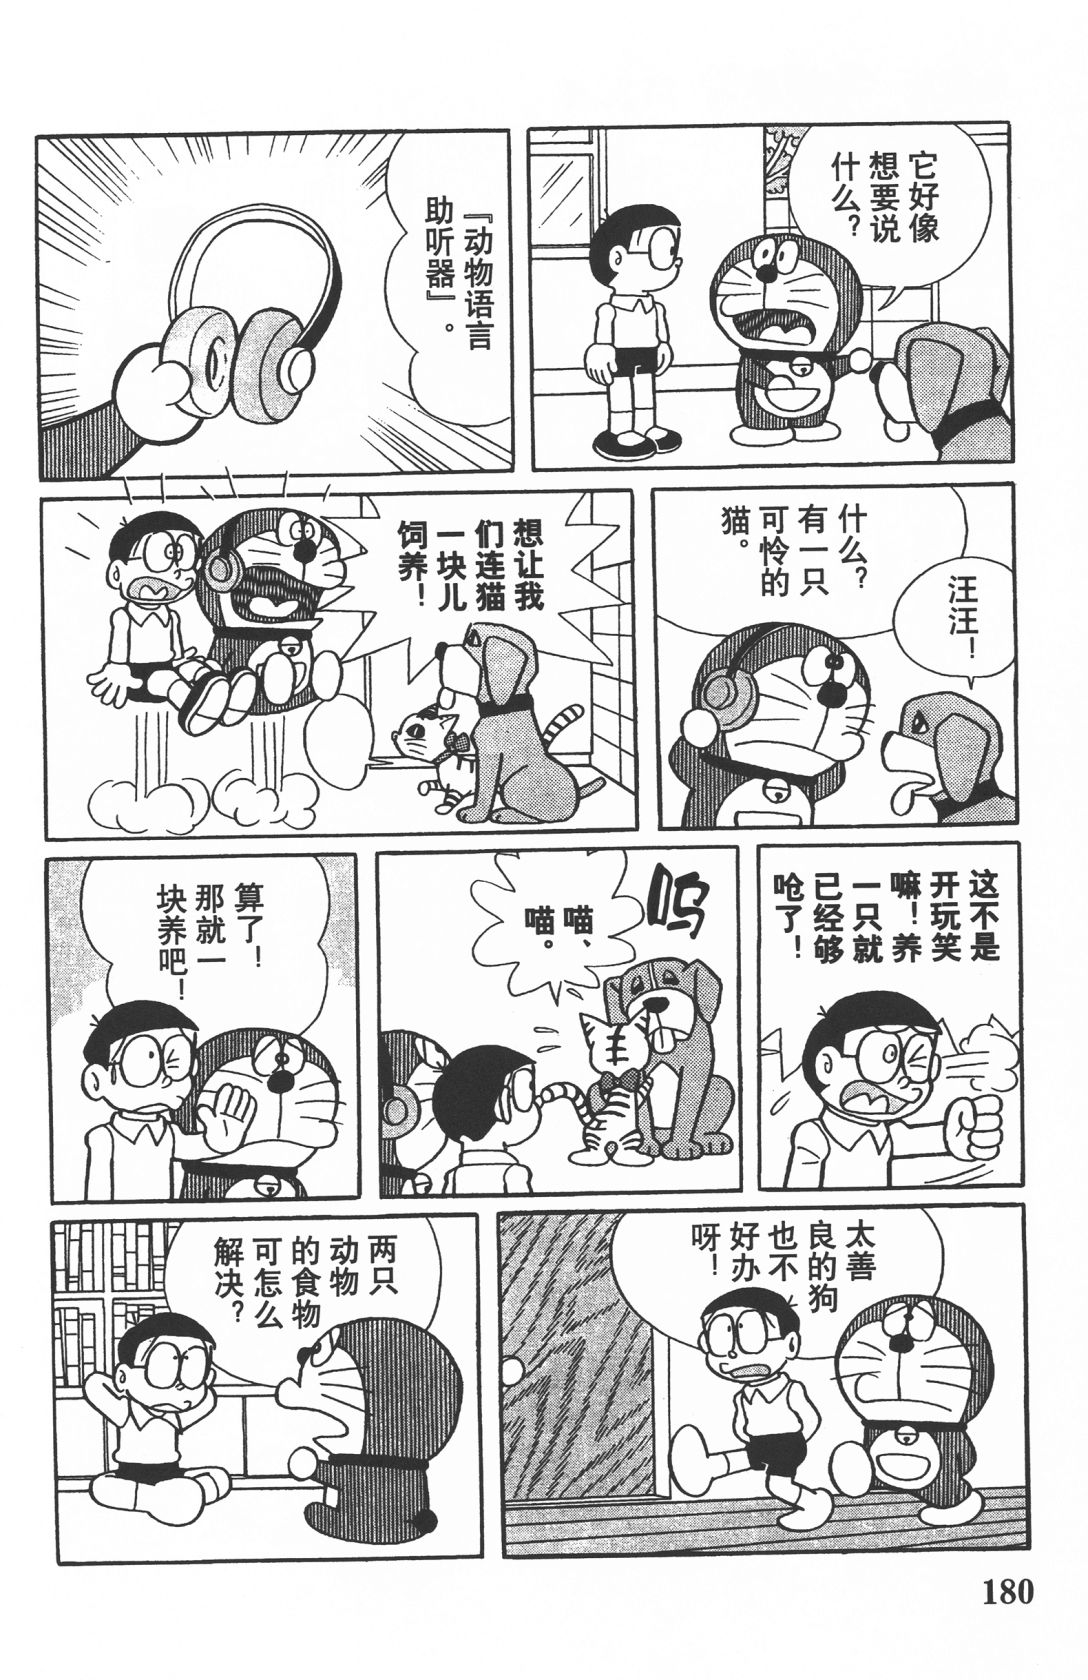 它好像
想要说
什么?
『动物语言
助听器』。
汪汪!
什么?
有一只
可怜的
猫。
想让我
们连猫
一块儿
饲养!
这不是
开玩笑
嘛!养
一只就
已经够
呛了!
呜
喵、
喵。
算了!
那就一
块养吧!
太善
良的狗
也不
好办
呀!
两只
动物
的食物
可怎么
解决?
180